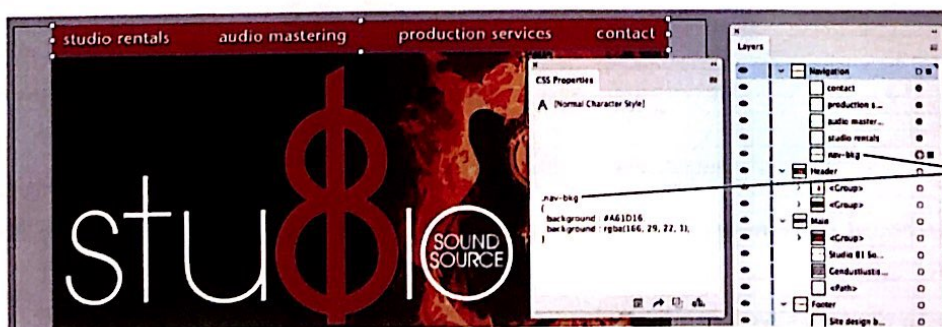 studio rentals audio mastering production services contact
stu8io
SOUND
SOURCE
CSS Properties
A [Normal Character Style]
.nav-bkg
{
background : #A61D16
background : rgba(166, 29, 22, 1),
}
Layers
Navigation
contact
production s...
audio master...
studio rentals
nav-bkg
Header
<Group>
<Group>
Main
<Group>
Studio 81 So...
<Path>
Footer
Site design b...